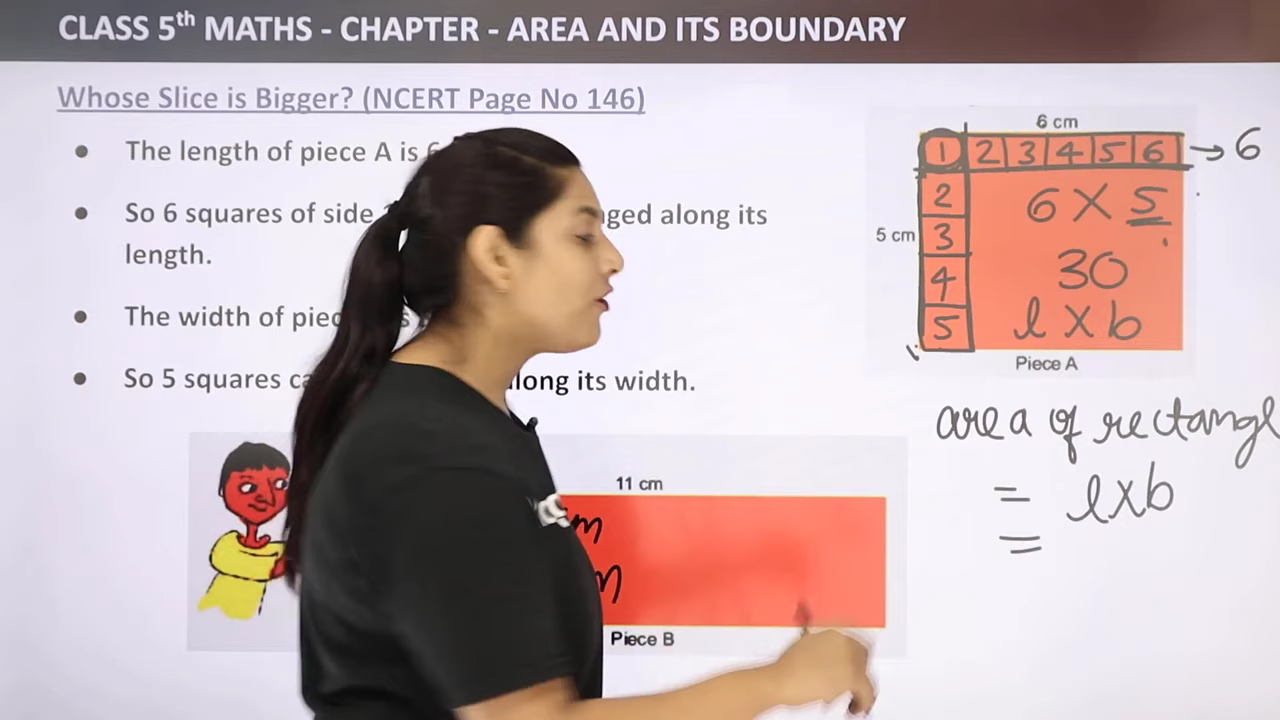 CLASS 5th MATHS - CHAPTER - AREA AND ITS BOUNDARY
Whose Slice is Bigger? (NCERT Page No 146)
The length of piece A is 6
So 6 squares of side
along its
length.
The width of
So 5 squares
along its width.
6 cm
1 2 3 4 5 6 → 6
2
3
4
5
5 cm
6 X 5
30
l X b
Piece A
area of rectangl
= l x b
=
11 cm
Piece B